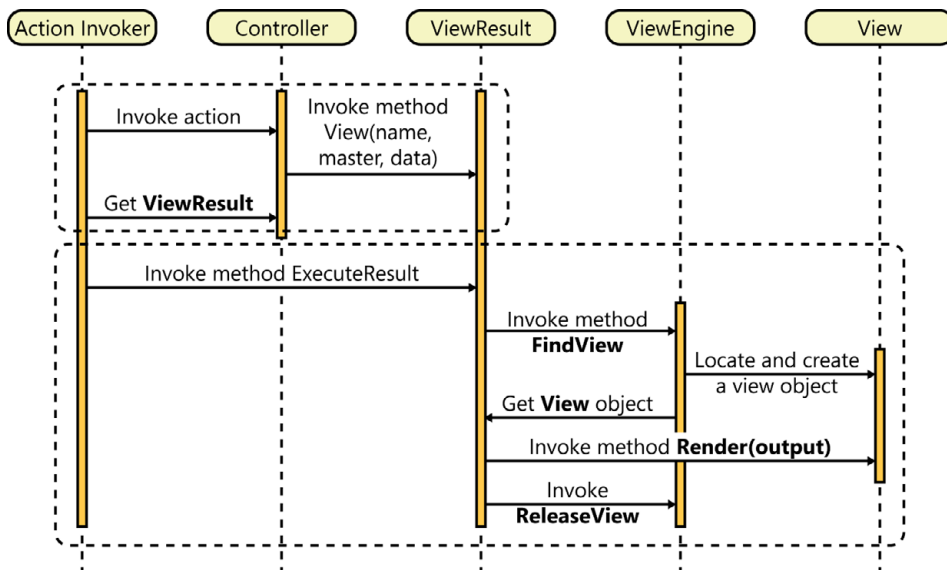 Action Invoker
Controller
ViewResult
ViewEngine
View
Invoke action
Invoke method
View(name,
master, data)
Get ViewResult
Invoke method ExecuteResult
Invoke method
FindView
Locate and create
a view object
Get View object
Invoke method Render(output)
Invoke
ReleaseView